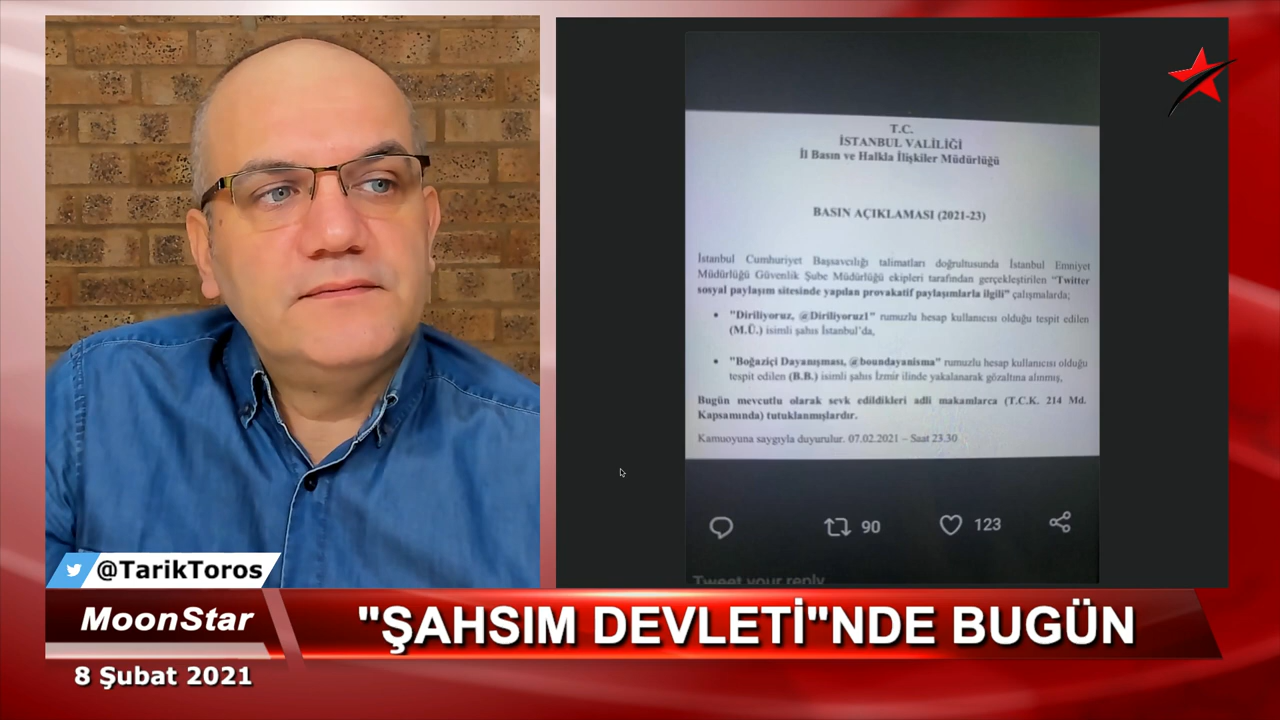 T.C.
İSTANBUL VALİLİĞİ
İl Basın ve Halkla İlişkiler Müdürlüğü
BASIN AÇIKLAMASI (2021-23)
İstanbul Cumhuriyet Başsavcılığı talimatları doğrultusunda İstanbul Emniyet
Müdürlüğü Güvenlik Şube Müdürlüğü ekipleri tarafından gerçekleştirilen "Twitter
sosyal paylaşım sitesinde yapılan provakatif paylaşımlarla ilgili" çalışmalarda;
• "Diriliyoruz, @Diriliyoruz1" rumuzlu hesap kullanıcısı olduğu tespit edilen
(M.Ü.) isimli şahıs İstanbul'da,
• "Boğaziçi Dayanışması, @boundayanisma" rumuzlu hesap kullanıcısı olduğu
tespit edilen (B.B.) isimli şahıs İzmir ilinde yakalanarak gözaltına alınmış,
Bugün mevcutlu olarak sevk edildikleri adli makamlarca (T.C.K. 214 Md.
Kapsamında) tutuklanmışlardır.
Kamuoyuna saygıyla duyurulur. 07.02.2021 – Saat 23.30
90
123
Tweet your reply
@TarikToros
MoonStar
"ŞAHSIM DEVLETİ"NDE BUGÜN
8 Şubat 2021